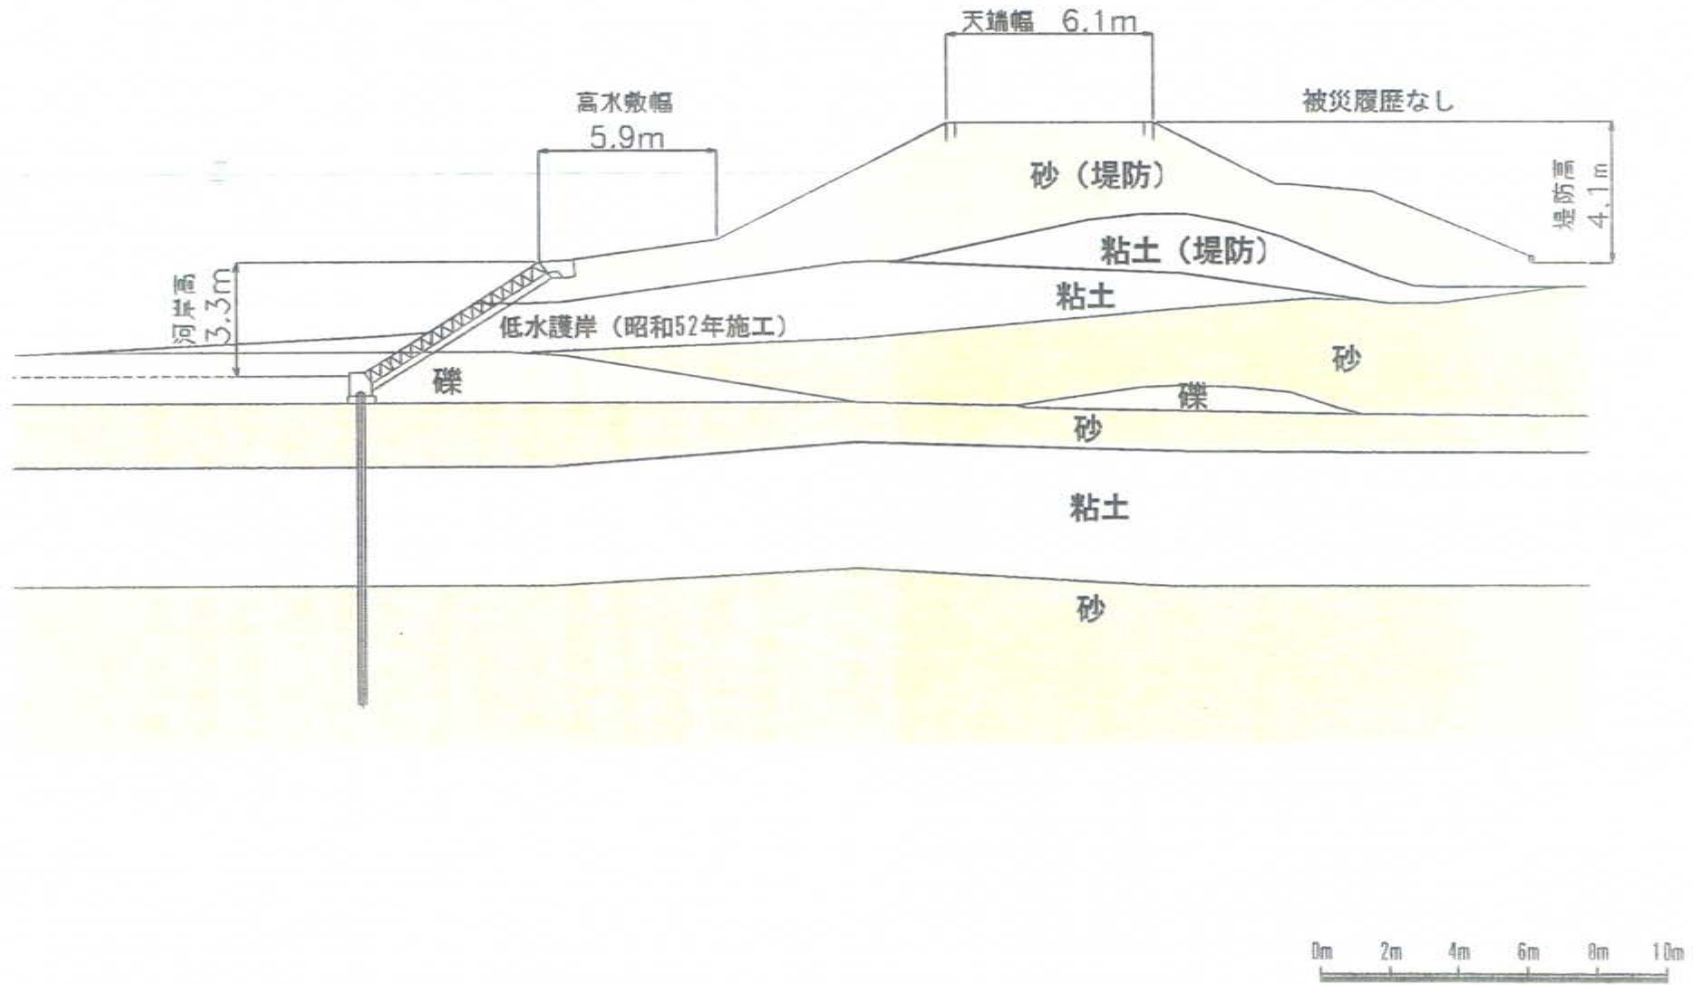 天端幅 6.1m
高水敷幅
5.9m
被災履歴なし
砂(堤防)
堤防高
4.1m
粘土(堤防)
河岸高
3.3m
粘土
低水護岸(昭和52年施工)
砂
礫
礫
砂
粘土
砂
0m 2m 4m 6m 8m 10m